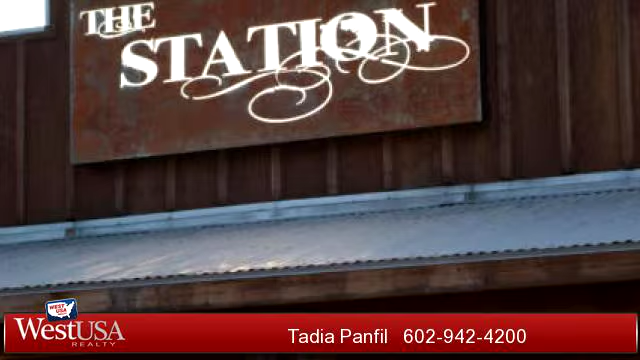 THE
STATION
WEST
USA
WestUSA
REALTY
Tadia Panfil 602-942-4200